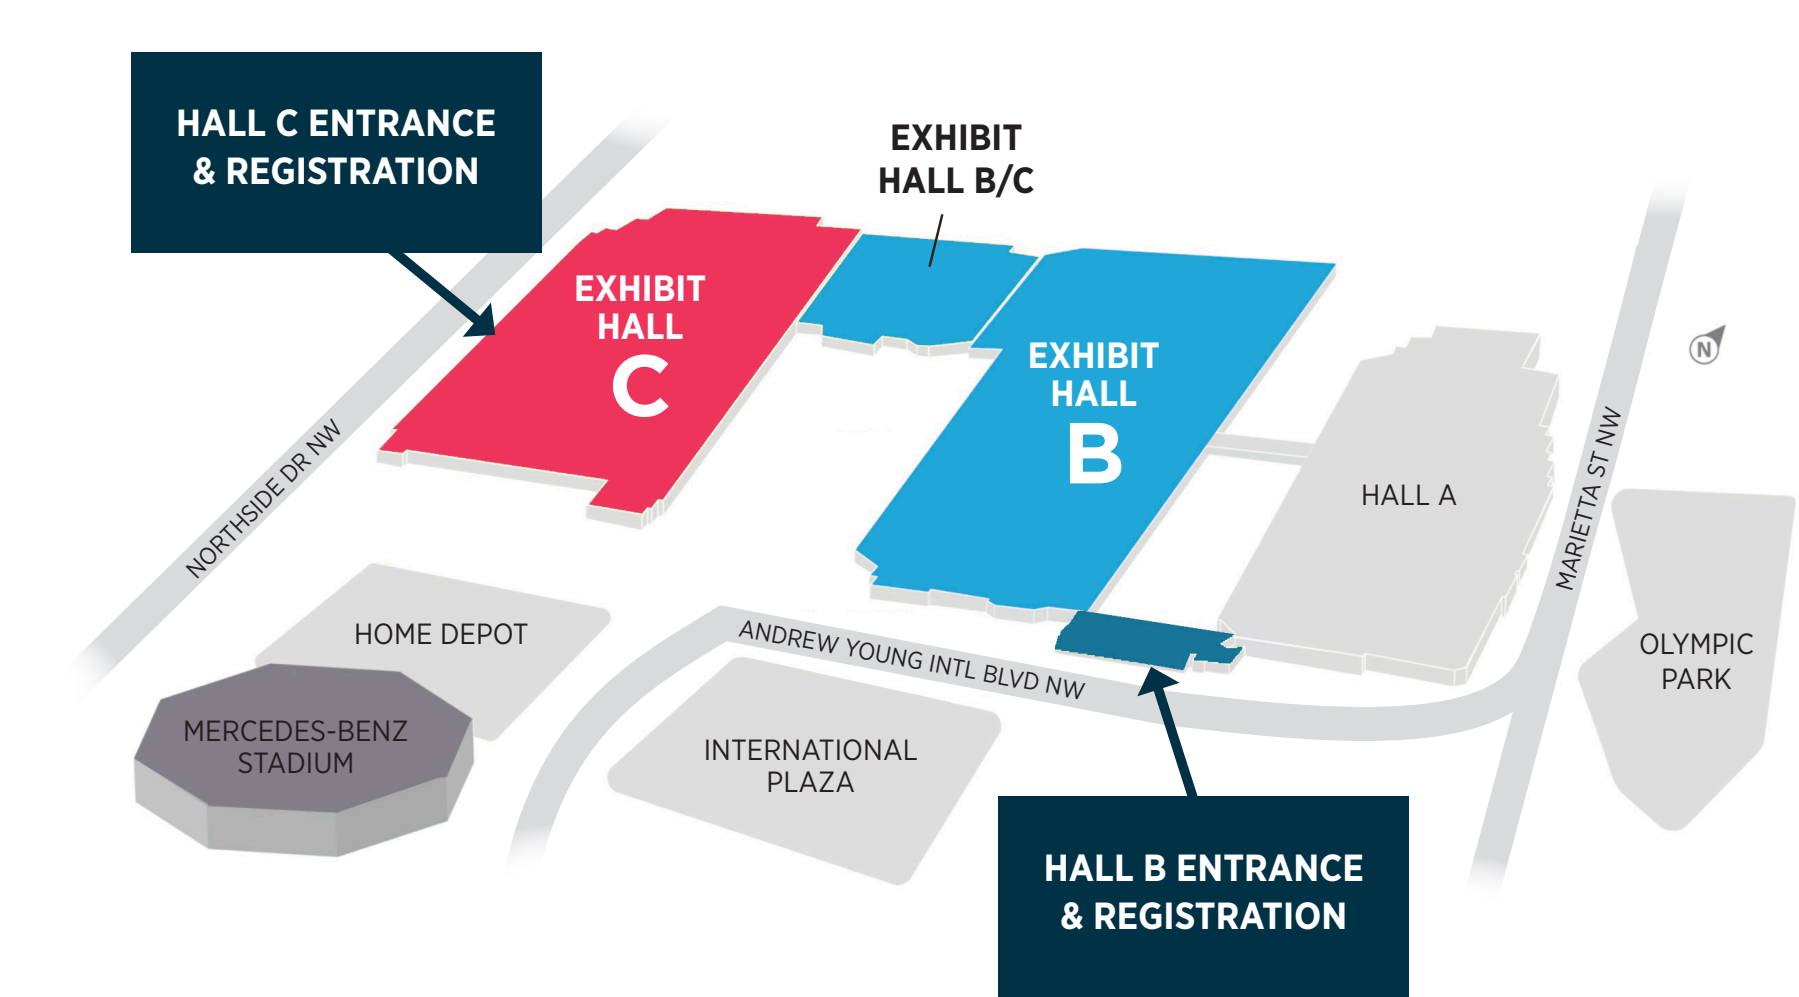 HALL C ENTRANCE
& REGISTRATION
EXHIBIT
HALL B/C
EXHIBIT
HALL
C
EXHIBIT
HALL
B
N
HALL A
NORTHSIDE DR NW
MARIETTA ST NW
HOME DEPOT
ANDREW YOUNG INTL BLVD NW
OLYMPIC
PARK
MERCEDES-BENZ
STADIUM
INTERNATIONAL
PLAZA
HALL B ENTRANCE
& REGISTRATION